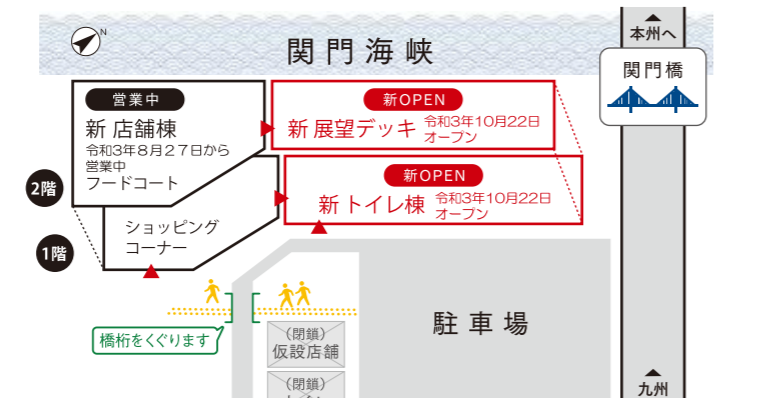 N
関門海峡
本州へ
関門橋
営業中
新 店舗棟
令和3年8月27日から
営業中
フードコート
新OPEN
新 展望デッキ 令和3年10月22日
オープン
新OPEN
新 トイレ棟 令和3年10月22日
オープン
2階
ショッピング
コーナー
1階
橋桁をくぐります
駐車場
(閉鎖)
仮設店舗
(閉鎖)
九州